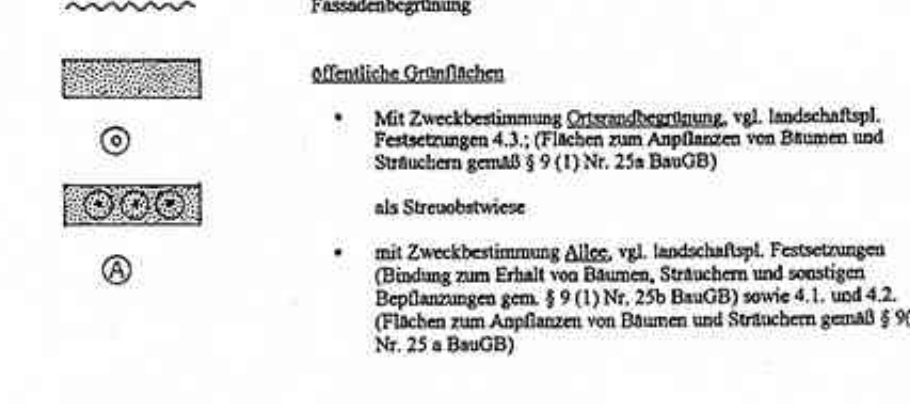 Fassadenbegrünung
öffentliche Grünflächen
• Mit Zweckbestimmung Ortsrandbegrünung, vgl. landschaftspl.
Festsetzungen 4.3.; (Flächen zum Anpflanzen von Bäumen und
Sträuchern gemäß § 9 (1) Nr. 25a BauGB)
als Streuobstwiese
• mit Zweckbestimmung Allee, vgl. landschaftspl. Festsetzungen
A
(Bindung zum Erhalt von Bäumen, Sträuchern und sonstigen
Bepflanzungen gem. § 9 (1) Nr. 25b BauGB) sowie 4.1. und 4.2.
(Flächen zum Anpflanzen von Bäumen und Sträuchern gemäß § 9(
Nr. 25 a BauGB)